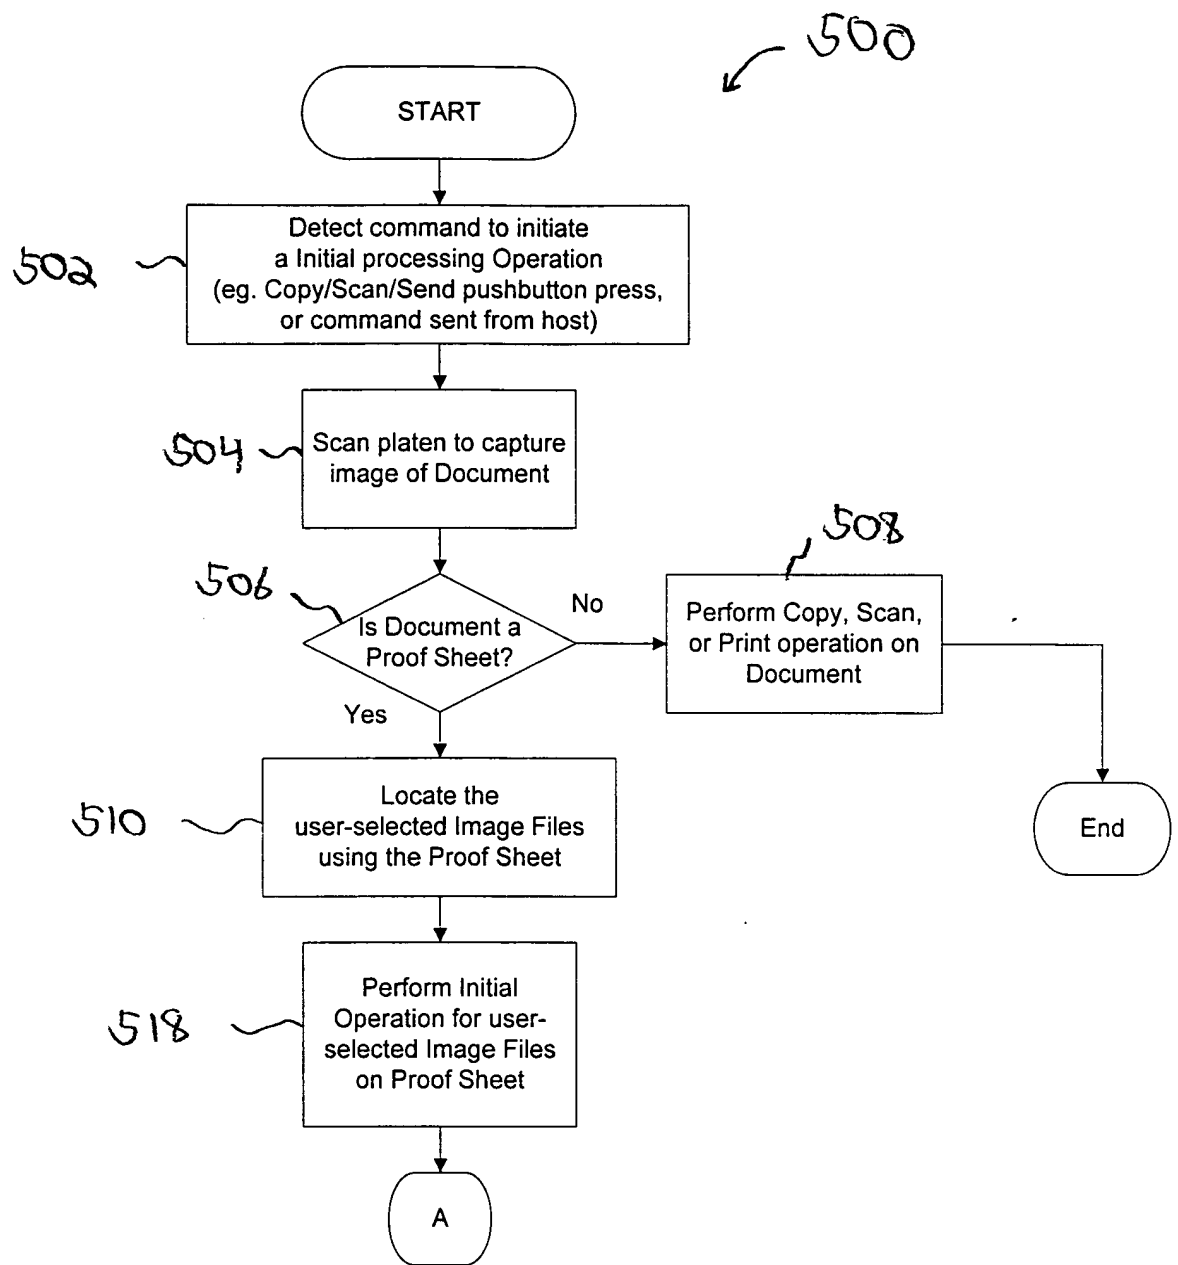 500
START
502
Detect command to initiate
a Initial processing Operation
(eg. Copy/Scan/Send pushbutton press,
or command sent from host)
504
Scan platen to capture
image of Document
506
Is Document a
Proof Sheet?
No
Yes
508
Perform Copy, Scan,
or Print operation on
Document
End
510
Locate the
user-selected Image Files
using the Proof Sheet
518
Perform Initial
Operation for user-
selected Image Files
on Proof Sheet
A